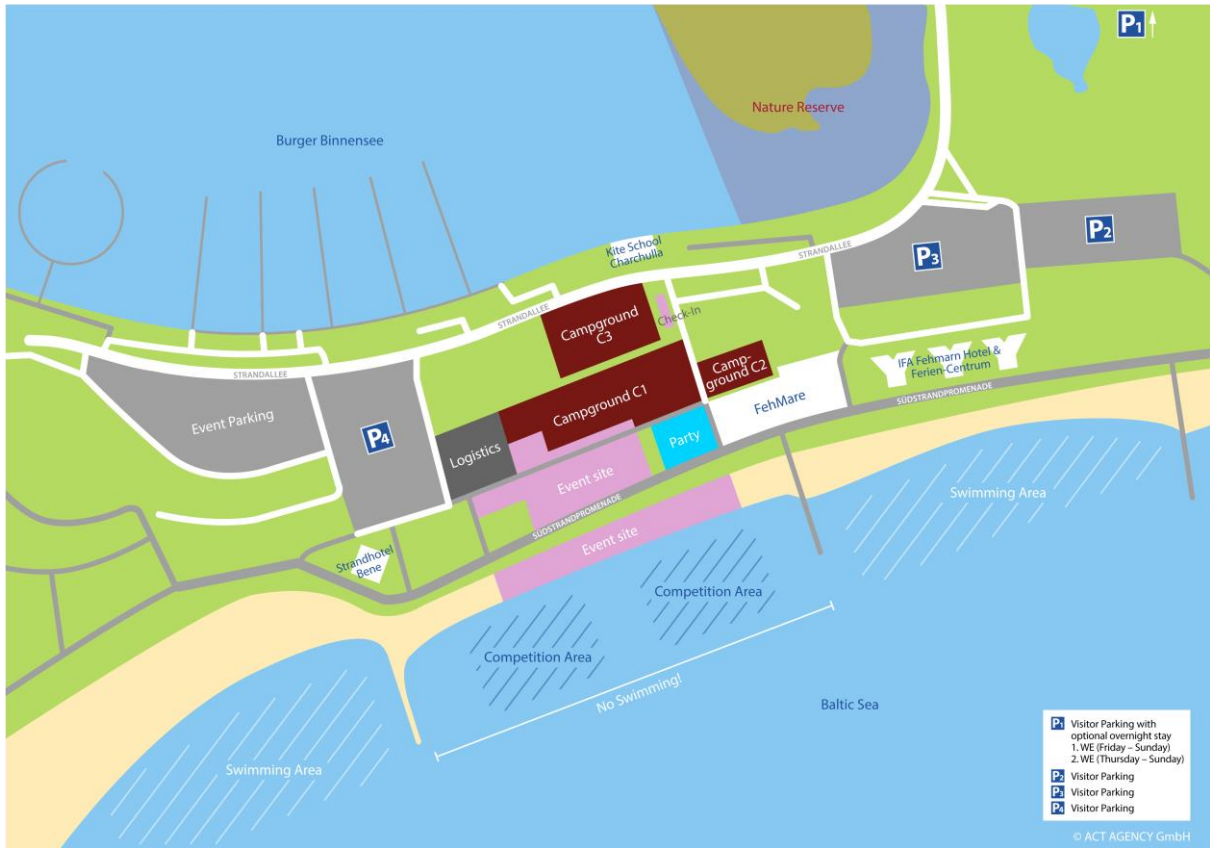 P1
Nature Reserve
Burger Binnensee
Kite School
Charchulla
P2
P3
STRANDALLEE
STRANDALLEE
Check-In
Campground
C3
IFA Fehmarn Hotel &
Ferien-Centrum
STRANDALLEE
Camp-
ground C2
SÜDSTRANDPROMENADE
FehMare
Campground C1
Event Parking
P4
Party
Logistics
Event site
Swimming Area
SÜDSTRANDPROMENADE
Event site
Strandhotel
Bene
Competition Area
Competition Area
No Swimming!
Baltic Sea
Swimming Area
P1 Visitor Parking with
optional overnight stay
1. WE (Friday – Sunday)
2. WE (Thursday – Sunday)
P2 Visitor Parking
P3 Visitor Parking
P4 Visitor Parking
© ACT AGENCY GmbH